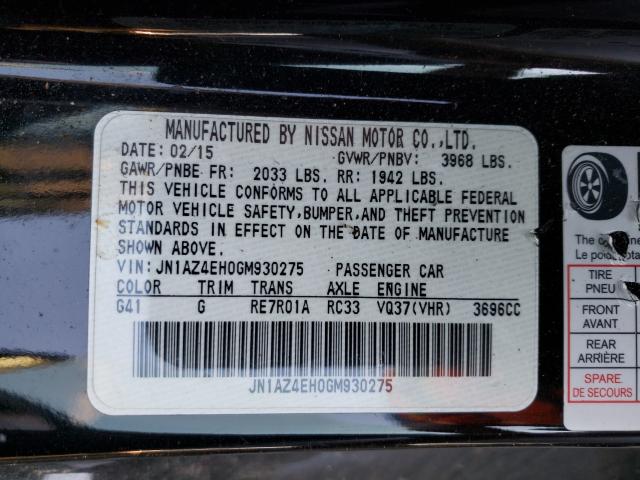 MANUFACTURED BY NISSAN MOTOR CO.,LTD.
DATE: 02/15 GVWR/PNBV: 3968 LBS.
GAWR/PNBE FR: 2033 LBS. RR: 1942 LBS.
THIS VEHICLE CONFORMS TO ALL APPLICABLE FEDERAL
MOTOR VEHICLE SAFETY,BUMPER,AND THEFT PREVENTION
STANDARDS IN EFFECT ON THE DATE OF MANUFACTURE
SHOWN ABOVE.
VIN: JN1AZ4EH0GM930275 PASSENGER CAR
COLOR TRIM TRANS AXLE ENGINE
G41 G RE7R01A RC33 VQ37(VHR) 3696CC
JN1AZ4EH0GM930275
The
Le po
TIRE
PNEU
FRONT
AVANT
REAR
ARRIÈRE
SPARE
DE SECOURS